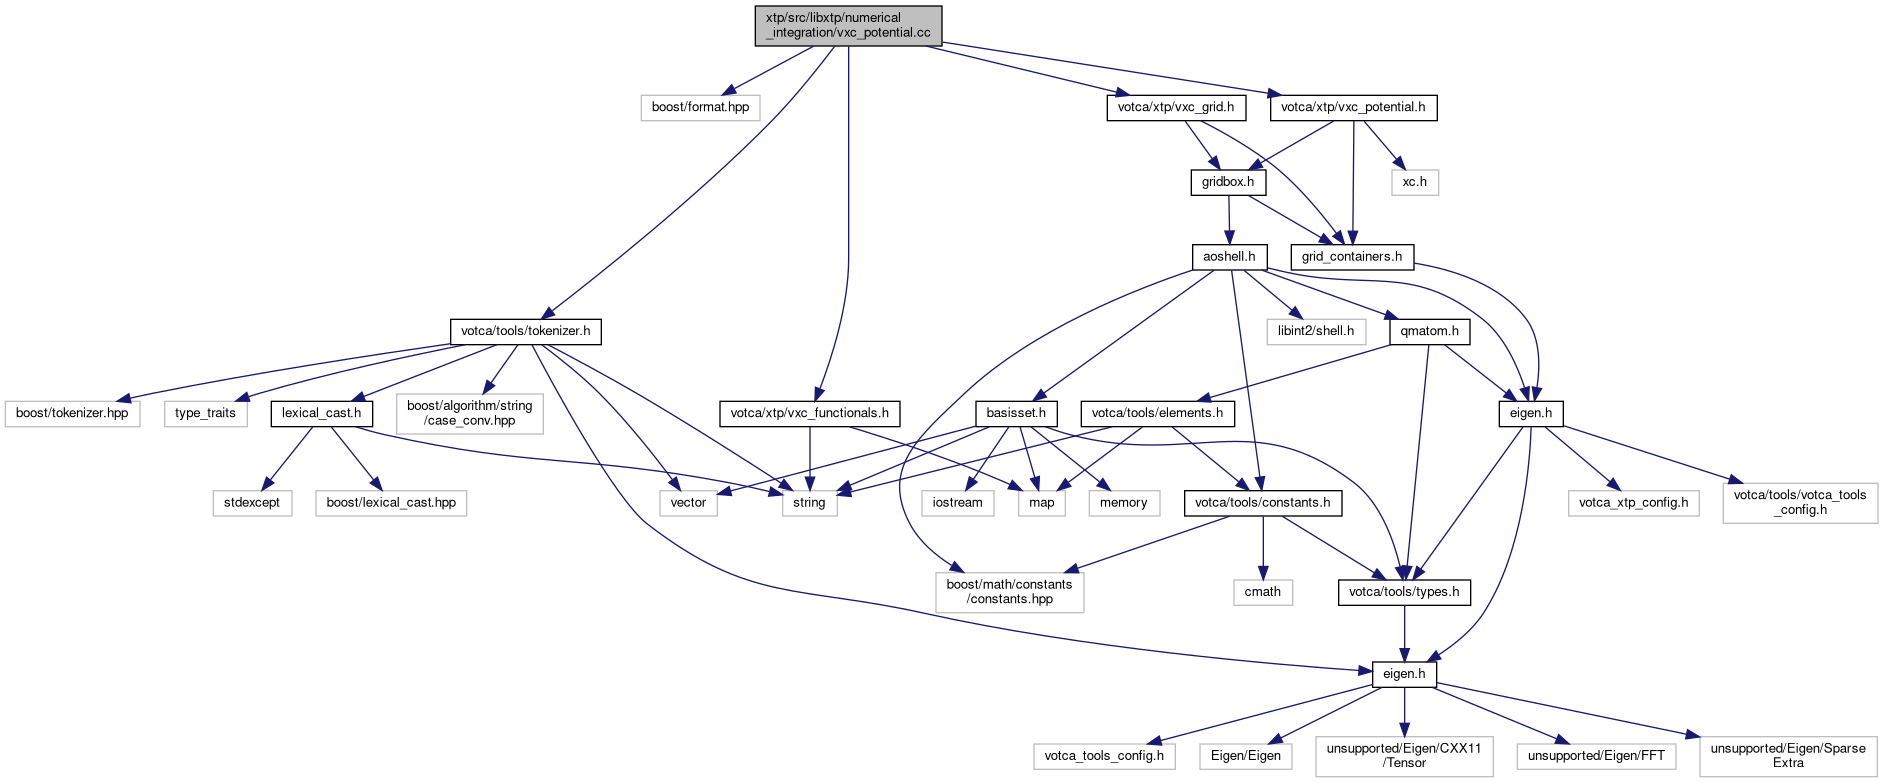 xtp/src/libxtp/numerical
_integration/vxc_potential.cc
boost/format.hpp
votca/xtp/vxc_grid.h
votca/xtp/vxc_potential.h
gridbox.h
xc.h
aoshell.h
grid_containers.h
votca/tools/tokenizer.h
libint2/shell.h
qmatom.h
boost/tokenizer.hpp
type_traits
lexical_cast.h
boost/algorithm/string
/case_conv.hpp
votca/xtp/vxc_functionals.h
basisset.h
votca/tools/elements.h
eigen.h
stdexcept
boost/lexical_cast.hpp
vector
string
iostream
map
memory
votca/tools/constants.h
votca_xtp_config.h
votca/tools/votca_tools
_config.h
boost/math/constants
/constants.hpp
cmath
votca/tools/types.h
eigen.h
votca_tools_config.h
Eigen/Eigen
unsupported/Eigen/CXX11
/Tensor
unsupported/Eigen/FFT
unsupported/Eigen/Sparse
Extra